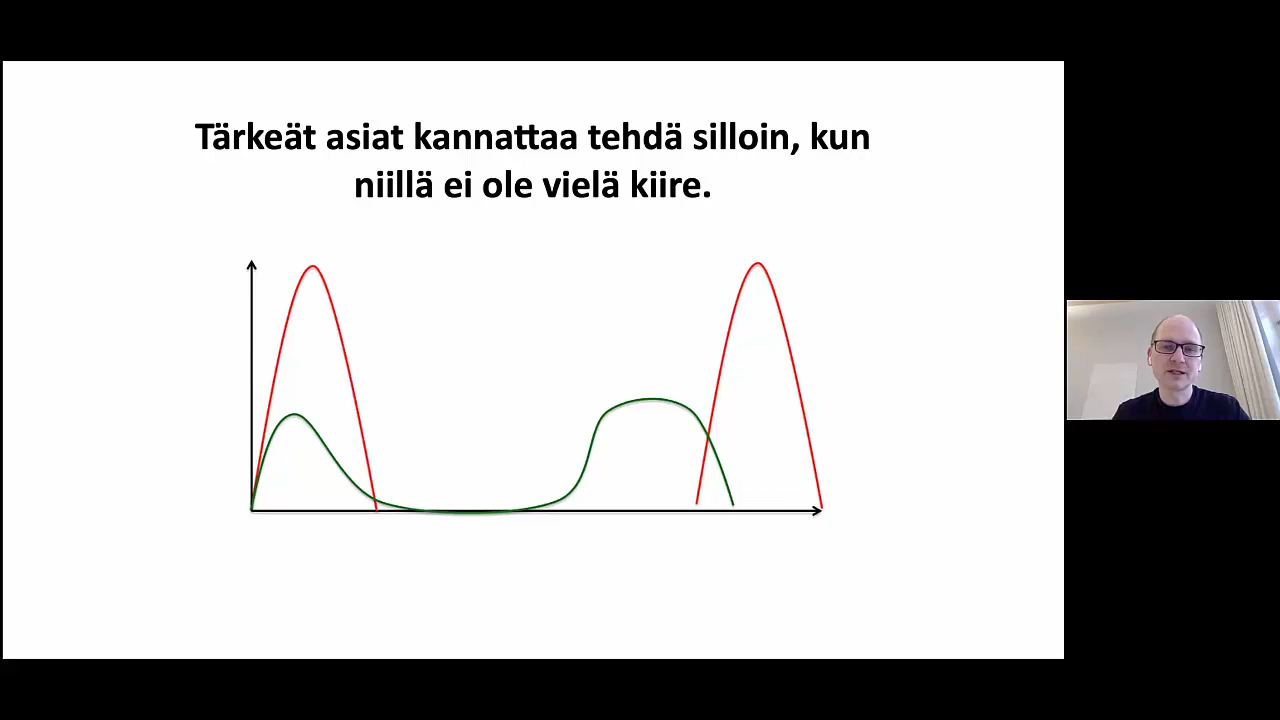 Tärkeät asiat kannattaa tehdä silloin, kun
niillä ei ole vielä kiire.